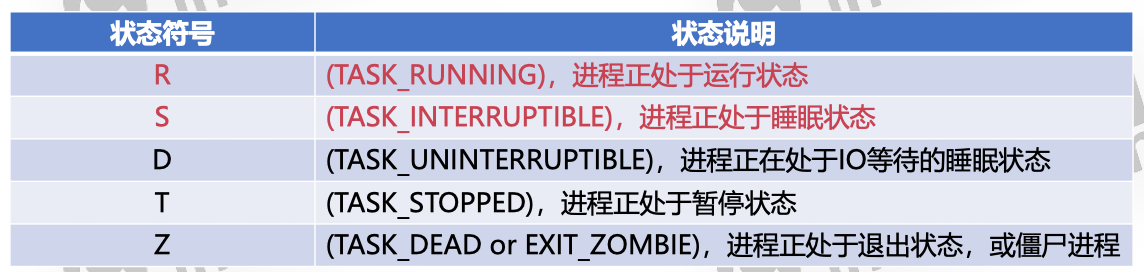 状态符号 状态说明
R (TASK_RUNNING)，进程正处于运行状态
S (TASK_INTERRUPTIBLE)，进程正处于睡眠状态
D (TASK_UNINTERRUPTIBLE)，进程正在处于IO等待的睡眠状态
T (TASK_STOPPED)，进程正处于暂停状态
Z (TASK_DEAD or EXIT_ZOMBIE)，进程正处于退出状态，或僵尸进程